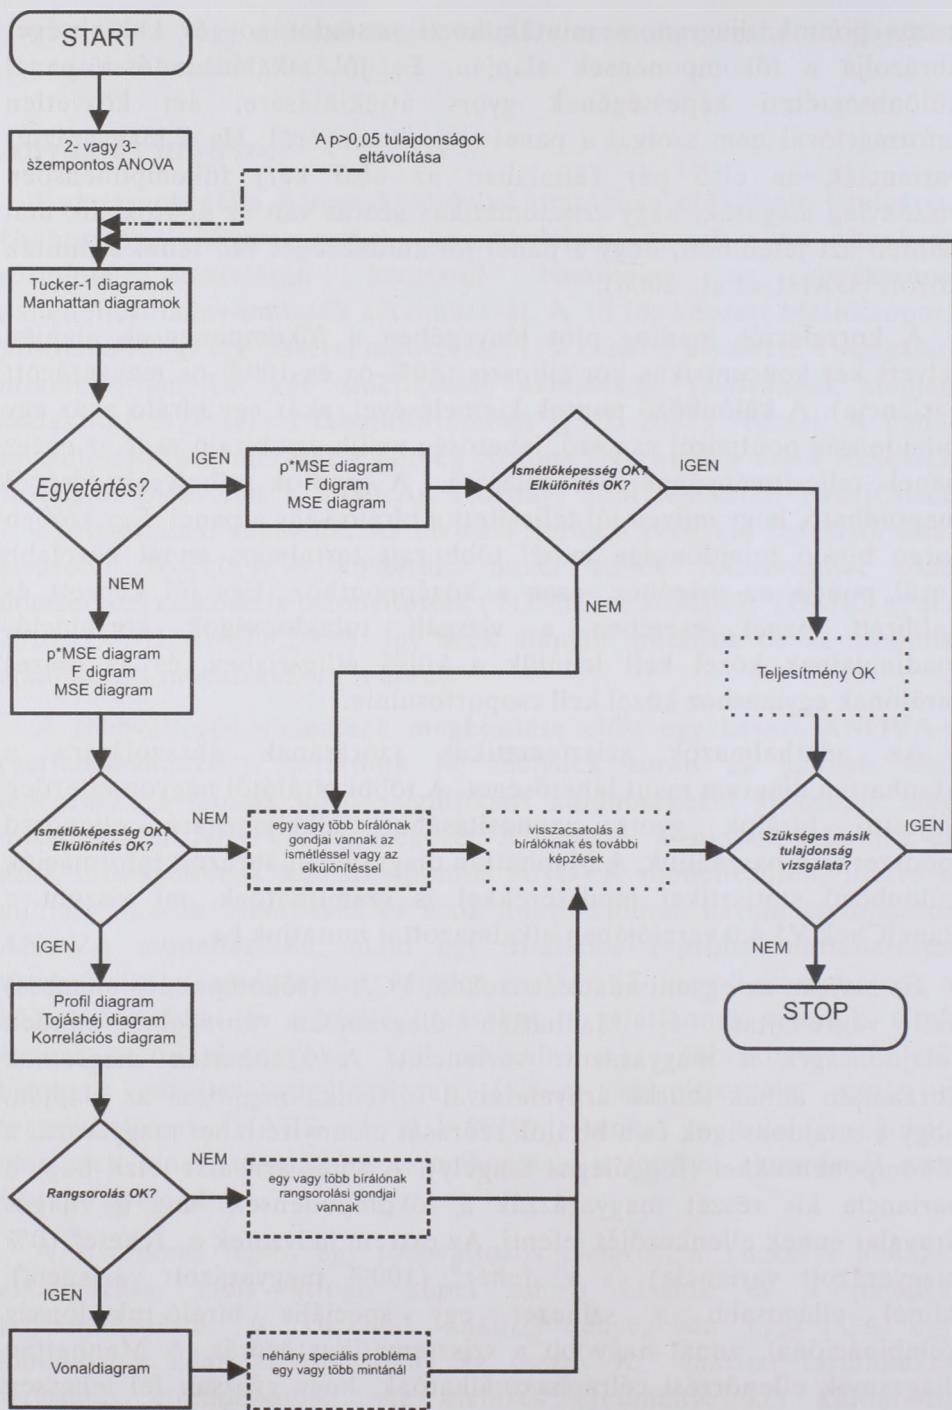 START
2- vagy 3-
szempontos ANOVA
A p>0,05 tulajdonságok
eltávolítása
Tucker-1 diagramok
Manhattan diagramok
Egyetértés?
IGEN
p*MSE diagram
F digram
MSE diagram
Ismétlőképesség OK?
Elkülönítés OK?
IGEN
NEM
NEM
p*MSE diagram
F digram
MSE diagram
Teljesítmény OK
Ismétlőképesség OK?
Elkülönítés OK?
NEM
egy vagy több bírálónak
gondjai vannak az
ismétléssel vagy az
elkülönítéssel
visszacsatolás a
bírálóknak és további
képzések
Szükséges másik
tulajdonság
vizsgálata?
IGEN
IGEN
NEM
Profil diagram
Tojáshéj diagram
Korrelációs diagram
STOP
Rangsorolás OK?
NEM
egy vagy több bírálónak
rangsorolási gondjai
vannak
IGEN
Vonaldiagram
néhány speciális probléma
egy vagy több mintánál